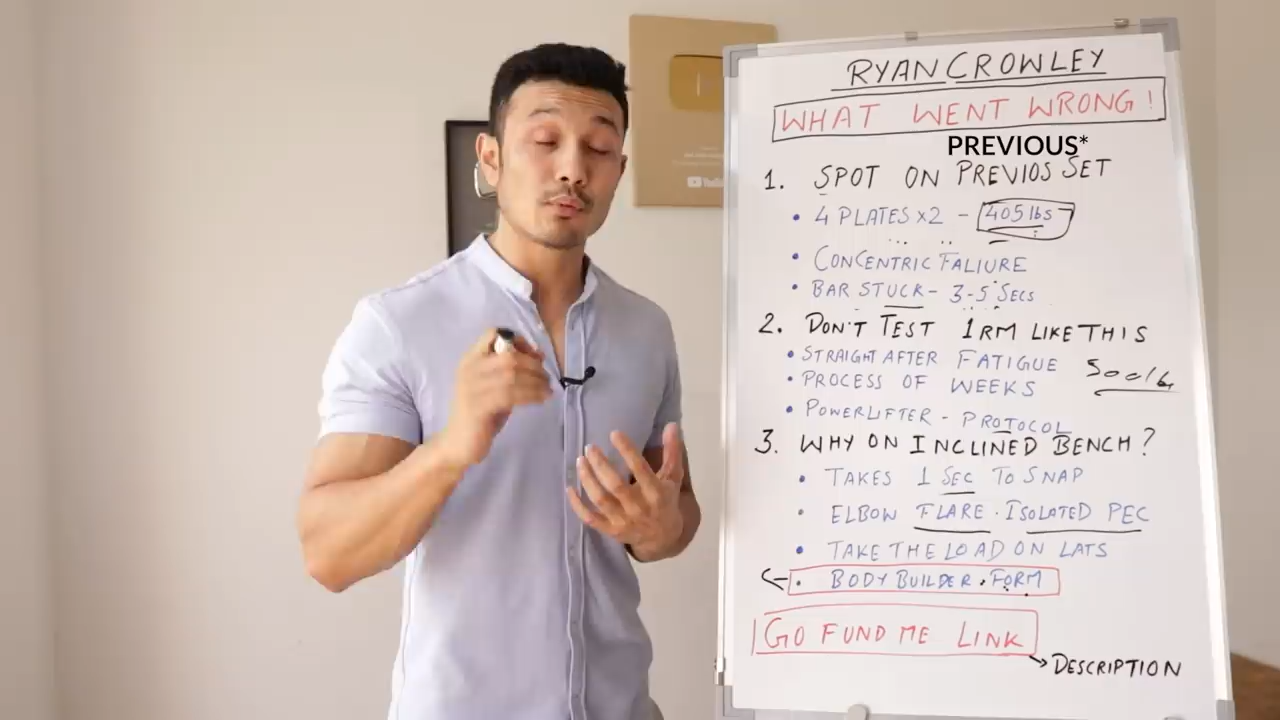 RYAN CROWLEY
WHAT WENT WRONG!
PREVIOUS*
1. SPOT ON PREVIOS SET
• 4 PLATES x2 - 405 lbs
• CONCENTRIC FALIURE
• BAR STUCK - 3-5 SECS
2. DON'T TEST 1RM LIKE THIS
• STRAIGHT AFTER FATIGUE
500lb
• PROCESS OF WEEKS
• POWERLIFTER - PROTOCOL
3. WHY ON INCLINED BENCH?
• TAKES 1 SEC TO SNAP
• ELBOW FLARE · ISOLATED PEC
• TAKE THE LOAD ON LATS
• BODY BUILDER · FORM
GO FUND ME LINK
→ DESCRIPTION
YouTube